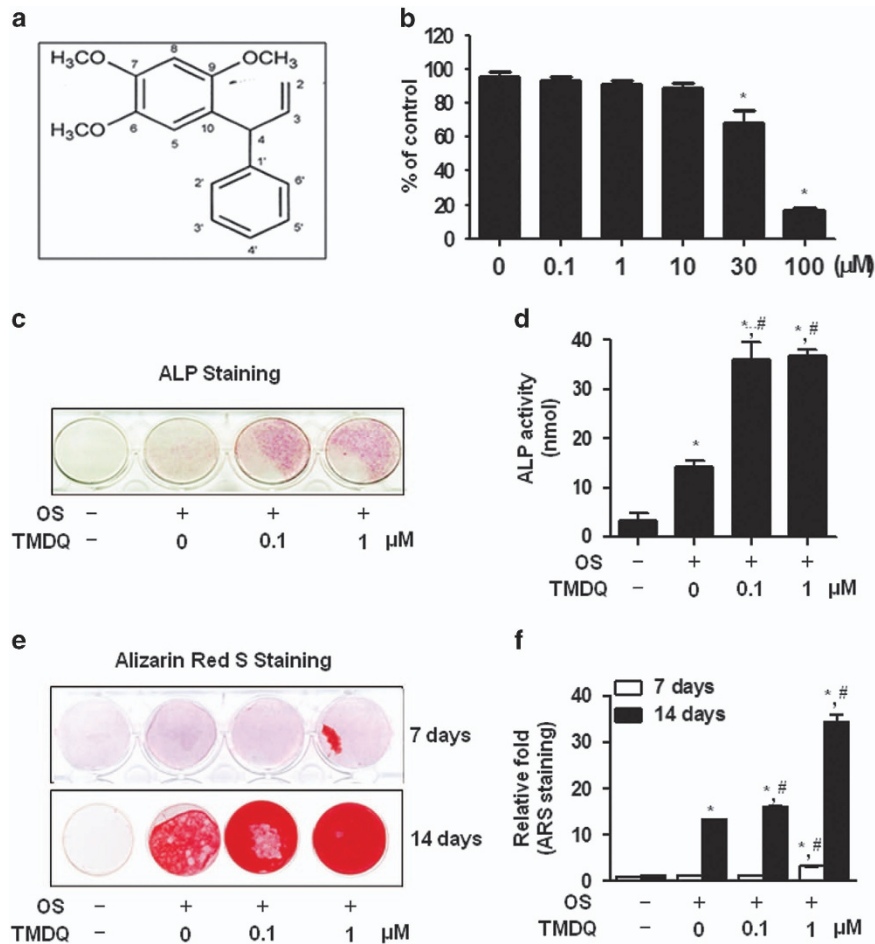 a
H₃CO
8
OCH₃
7
9
2
H₃CO
6
5
10
3
4
1'
2'
6'
3'
5'
4'
b
120
100
80
60
40
20
0
% of control
*
*
0 0.1 1 10 30 100 (µM)
c
ALP Staining
OS − + + +
TMDQ − 0 0.1 1 µM
d
40
30
20
10
0
ALP activity
(nmol)
*
*,#
*,#
OS − + + +
TMDQ − 0 0.1 1 µM
e
Alizarin Red S Staining
7 days
14 days
OS − + + +
TMDQ − 0 0.1 1 µM
f
7 days
14 days
40
30
20
10
0
Relative fold
(ARS staining)
*
*,#
*,#
*,#
OS − + + +
TMDQ − 0 0.1 1 µM